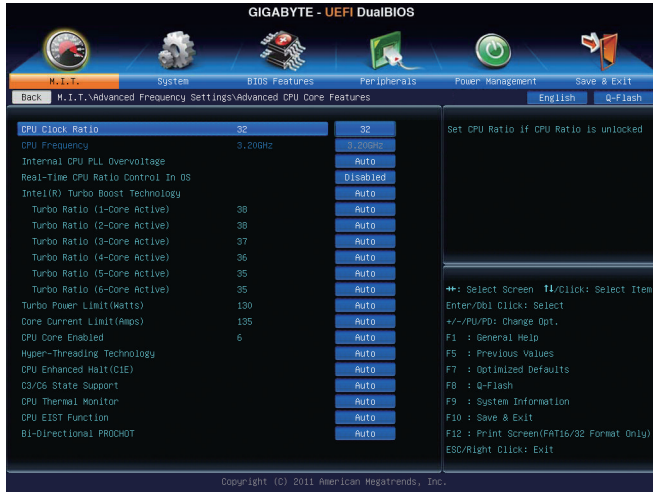 GIGABYTE - UEFI DualBIOS
M.I.T. System BIOS Features Peripherals Power Management Save & Exit
Back M.I.T.\Advanced Frequency Settings\Advanced CPU Core Features English Q-Flash
CPU Clock Ratio 32 32
CPU Frequency 3.20GHz 3.20GHz
Internal CPU PLL Overvoltage Auto
Real-Time CPU Ratio Control In OS Disabled
Intel(R) Turbo Boost Technology Auto
Turbo Ratio (1-Core Active) 38 Auto
Turbo Ratio (2-Core Active) 38 Auto
Turbo Ratio (3-Core Active) 37 Auto
Turbo Ratio (4-Core Active) 36 Auto
Turbo Ratio (5-Core Active) 35 Auto
Turbo Ratio (6-Core Active) 35 Auto
Turbo Power Limit(Watts) 130 Auto
Core Current Limit(Amps) 135 Auto
CPU Core Enabled 6 Auto
Hyper-Threading Technology Auto
CPU Enhanced Halt(C1E) Auto
C3/C6 State Support Auto
CPU Thermal Monitor Auto
CPU EIST Function Auto
Bi-Directional PROCHOT Auto
Set CPU Ratio if CPU Ratio is unlocked
↔: Select Screen ↑↓/Click: Select Item
Enter/Dbl Click: Select
+/-/PU/PD: Change Opt.
F1 : General Help
F5 : Previous Values
F7 : Optimized Defaults
F8 : Q-Flash
F9 : System Information
F10 : Save & Exit
F12 : Print Screen(FAT16/32 Format Only)
ESC/Right Click: Exit
Copyright (C) 2011 American Megatrends, Inc.